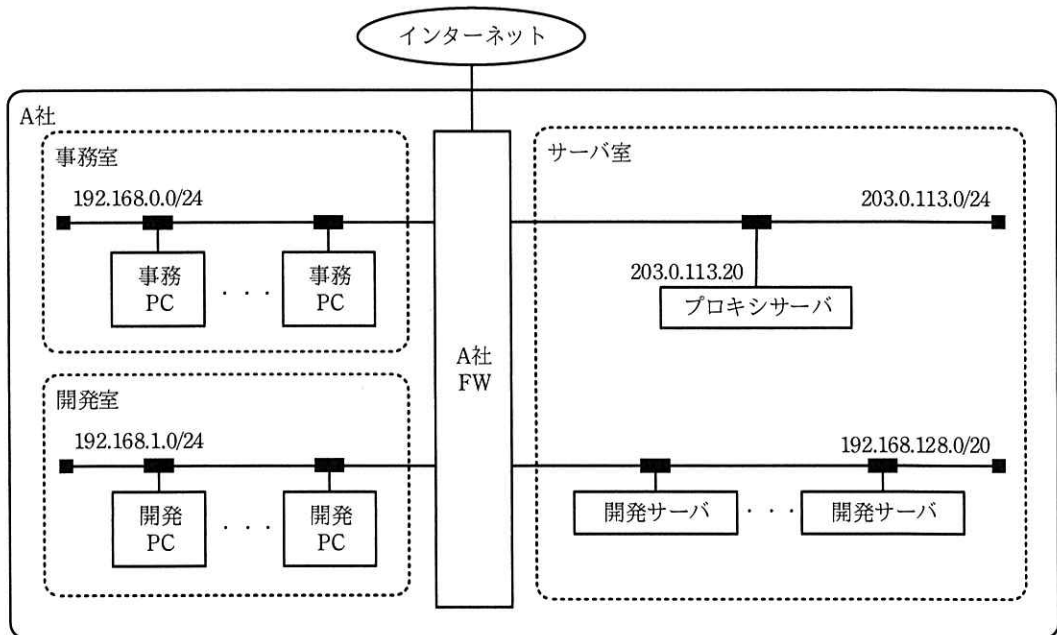 インターネット
A社
事務室
192.168.0.0/24
事務
PC
・・・
事務
PC
開発室
192.168.1.0/24
開発
PC
・・・
開発
PC
A社
FW
サーバ室
203.0.113.0/24
203.0.113.20
プロキシサーバ
192.168.128.0/20
開発サーバ
・・・
開発サーバ